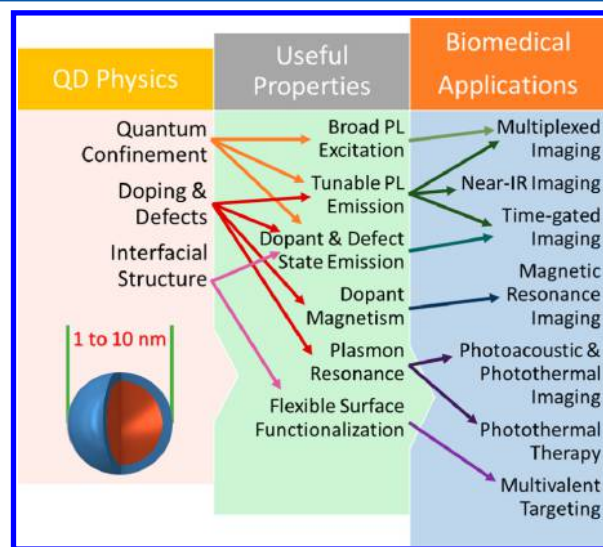 QD Physics
Quantum
Confinement
Doping &
Defects
Interfacial
Structure
1 to 10 nm
Useful
Properties
Broad PL
Excitation
Tunable PL
Emission
Dopant & Defect
State Emission
Dopant
Magnetism
Plasmon
Resonance
Flexible Surface
Functionalization
Biomedical
Applications
Multiplexed
Imaging
Near-IR Imaging
Time-gated
Imaging
Magnetic
Resonance
Imaging
Photoacoustic &
Photothermal
Imaging
Photothermal
Therapy
Multivalent
Targeting